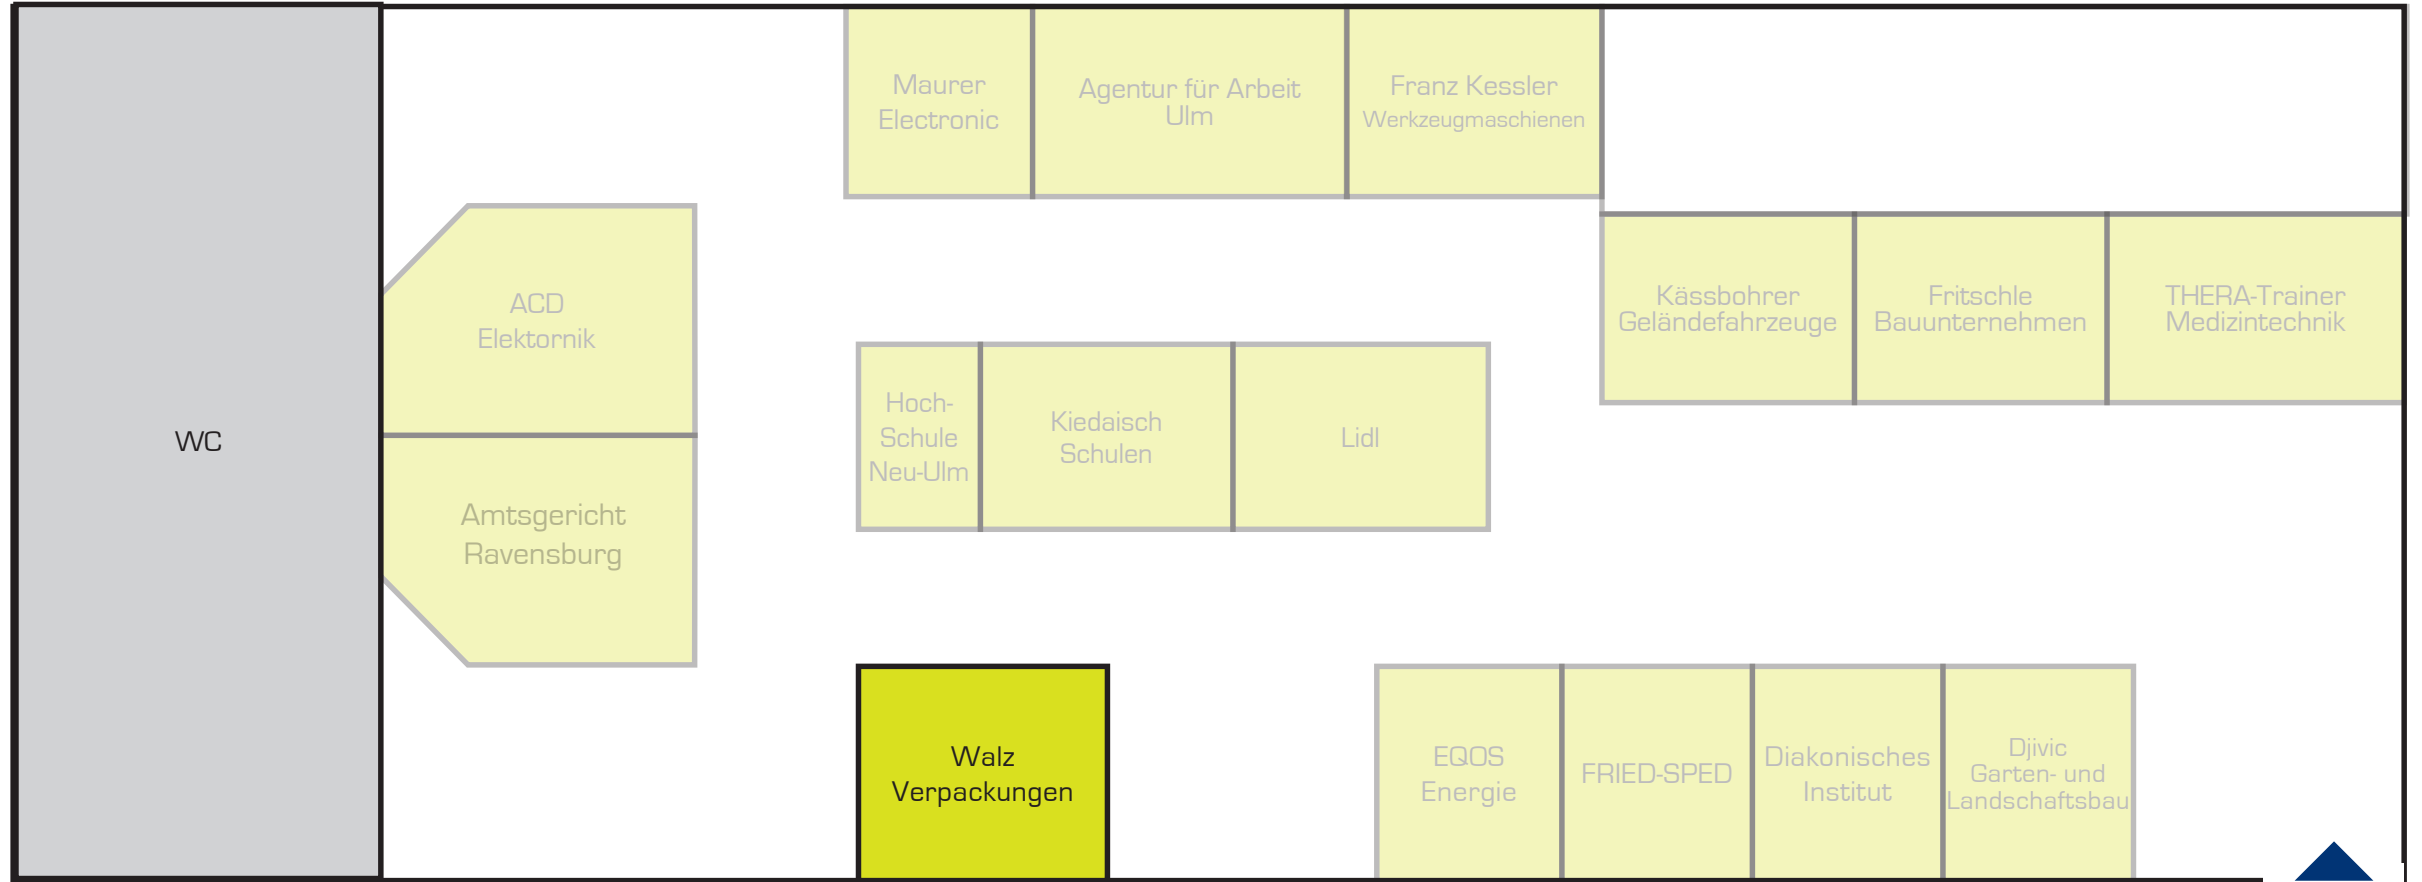 WC
Maurer
Electronic
Agentur für Arbeit
Ulm
Franz Kessler
Werkzeugmaschienen
ACD
Elektornik
Amtsgericht
Ravensburg
Hoch-
Schule
Neu-Ulm
Kiedaisch
Schulen
Lidl
Kässbohrer
Geländefahrzeuge
Fritschle
Bauunternehmen
THERA-Trainer
Medizintechnik
Walz
Verpackungen
EQOS
Energie
FRIED-SPED
Diakonisches
Institut
Djivic
Garten- und
Landschaftsbau